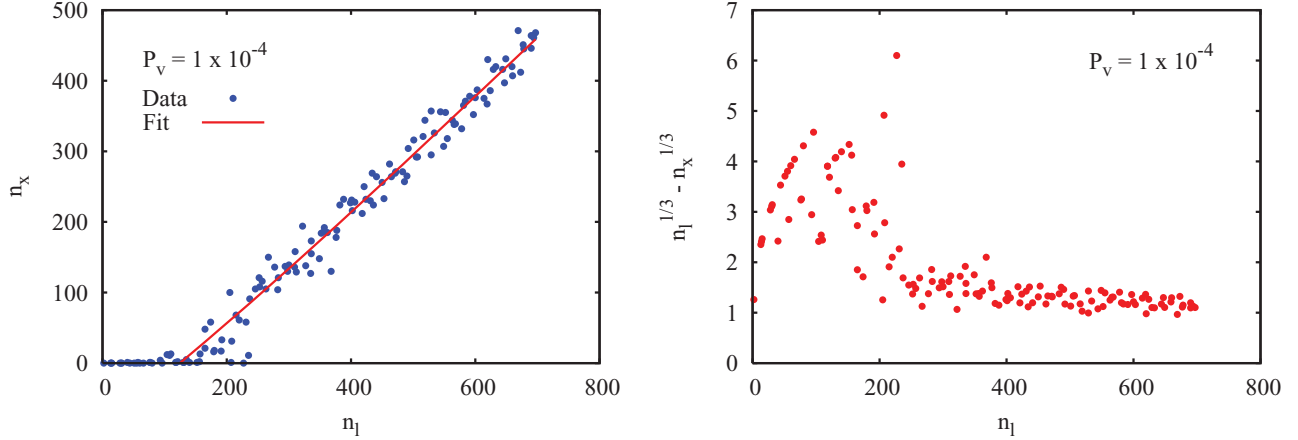 500
400
300
200
100
0
n_x
P_v = 1 x 10^-4
Data
Fit
0 200 400 600 800
n_l
7
6
5
4
3
2
1
0
n_l^1/3 - n_x^1/3
P_v = 1 x 10^-4
0 200 400 600 800
n_l